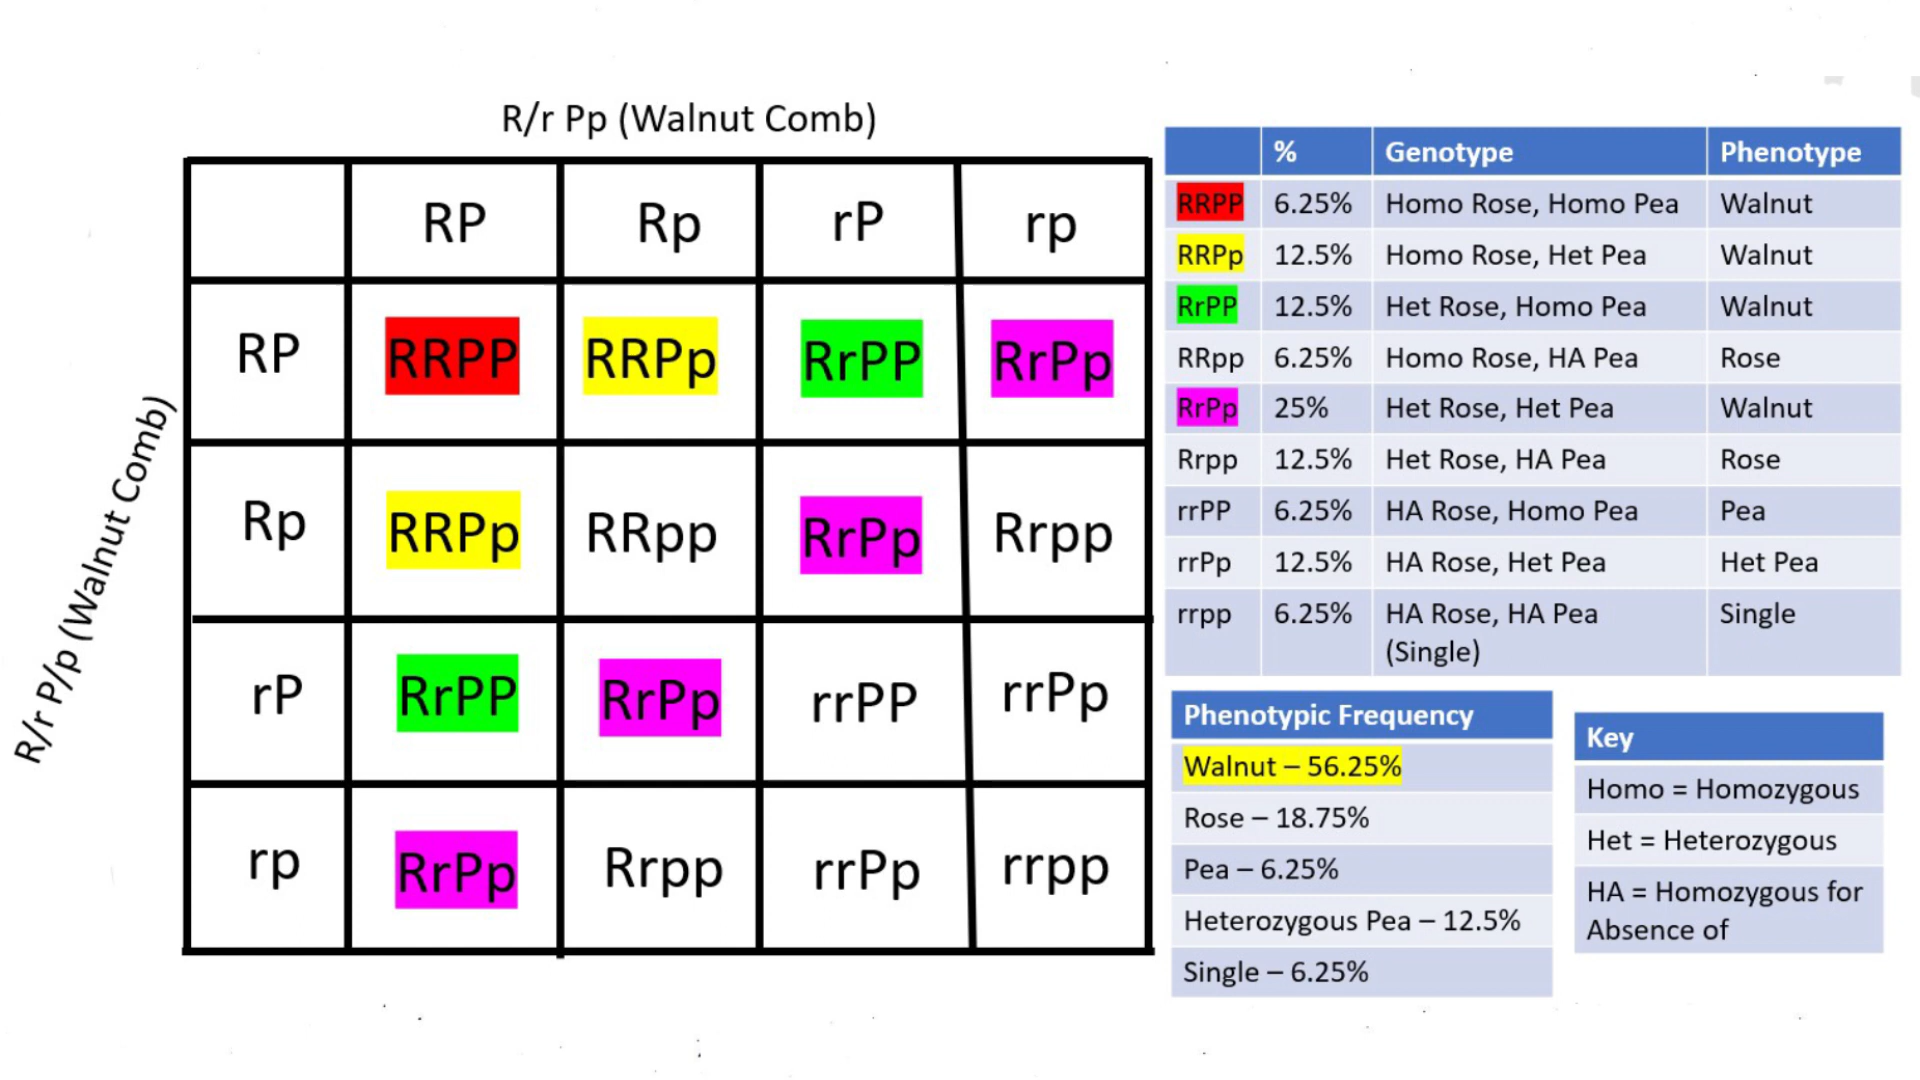 R/r Pp (Walnut Comb)
R/r P/p (Walnut Comb)
RP Rp rP rp
RP RRPP RRPp RrPP RrPp
Rp RRPp RRpp RrPp Rrpp
rP RrPP RrPp rrPP rrPp
rp RrPp Rrpp rrPp rrpp
% Genotype Phenotype
RRPP 6.25% Homo Rose, Homo Pea Walnut
RRPp 12.5% Homo Rose, Het Pea Walnut
RrPP 12.5% Het Rose, Homo Pea Walnut
RRpp 6.25% Homo Rose, HA Pea Rose
RrPp 25% Het Rose, Het Pea Walnut
Rrpp 12.5% Het Rose, HA Pea Rose
rrPP 6.25% HA Rose, Homo Pea Pea
rrPp 12.5% HA Rose, Het Pea Het Pea
rrpp 6.25% HA Rose, HA Pea Single
(Single)
Phenotypic Frequency
Walnut – 56.25%
Rose – 18.75%
Pea – 6.25%
Heterozygous Pea – 12.5%
Single – 6.25%
Key
Homo = Homozygous
Het = Heterozygous
HA = Homozygous for
Absence of